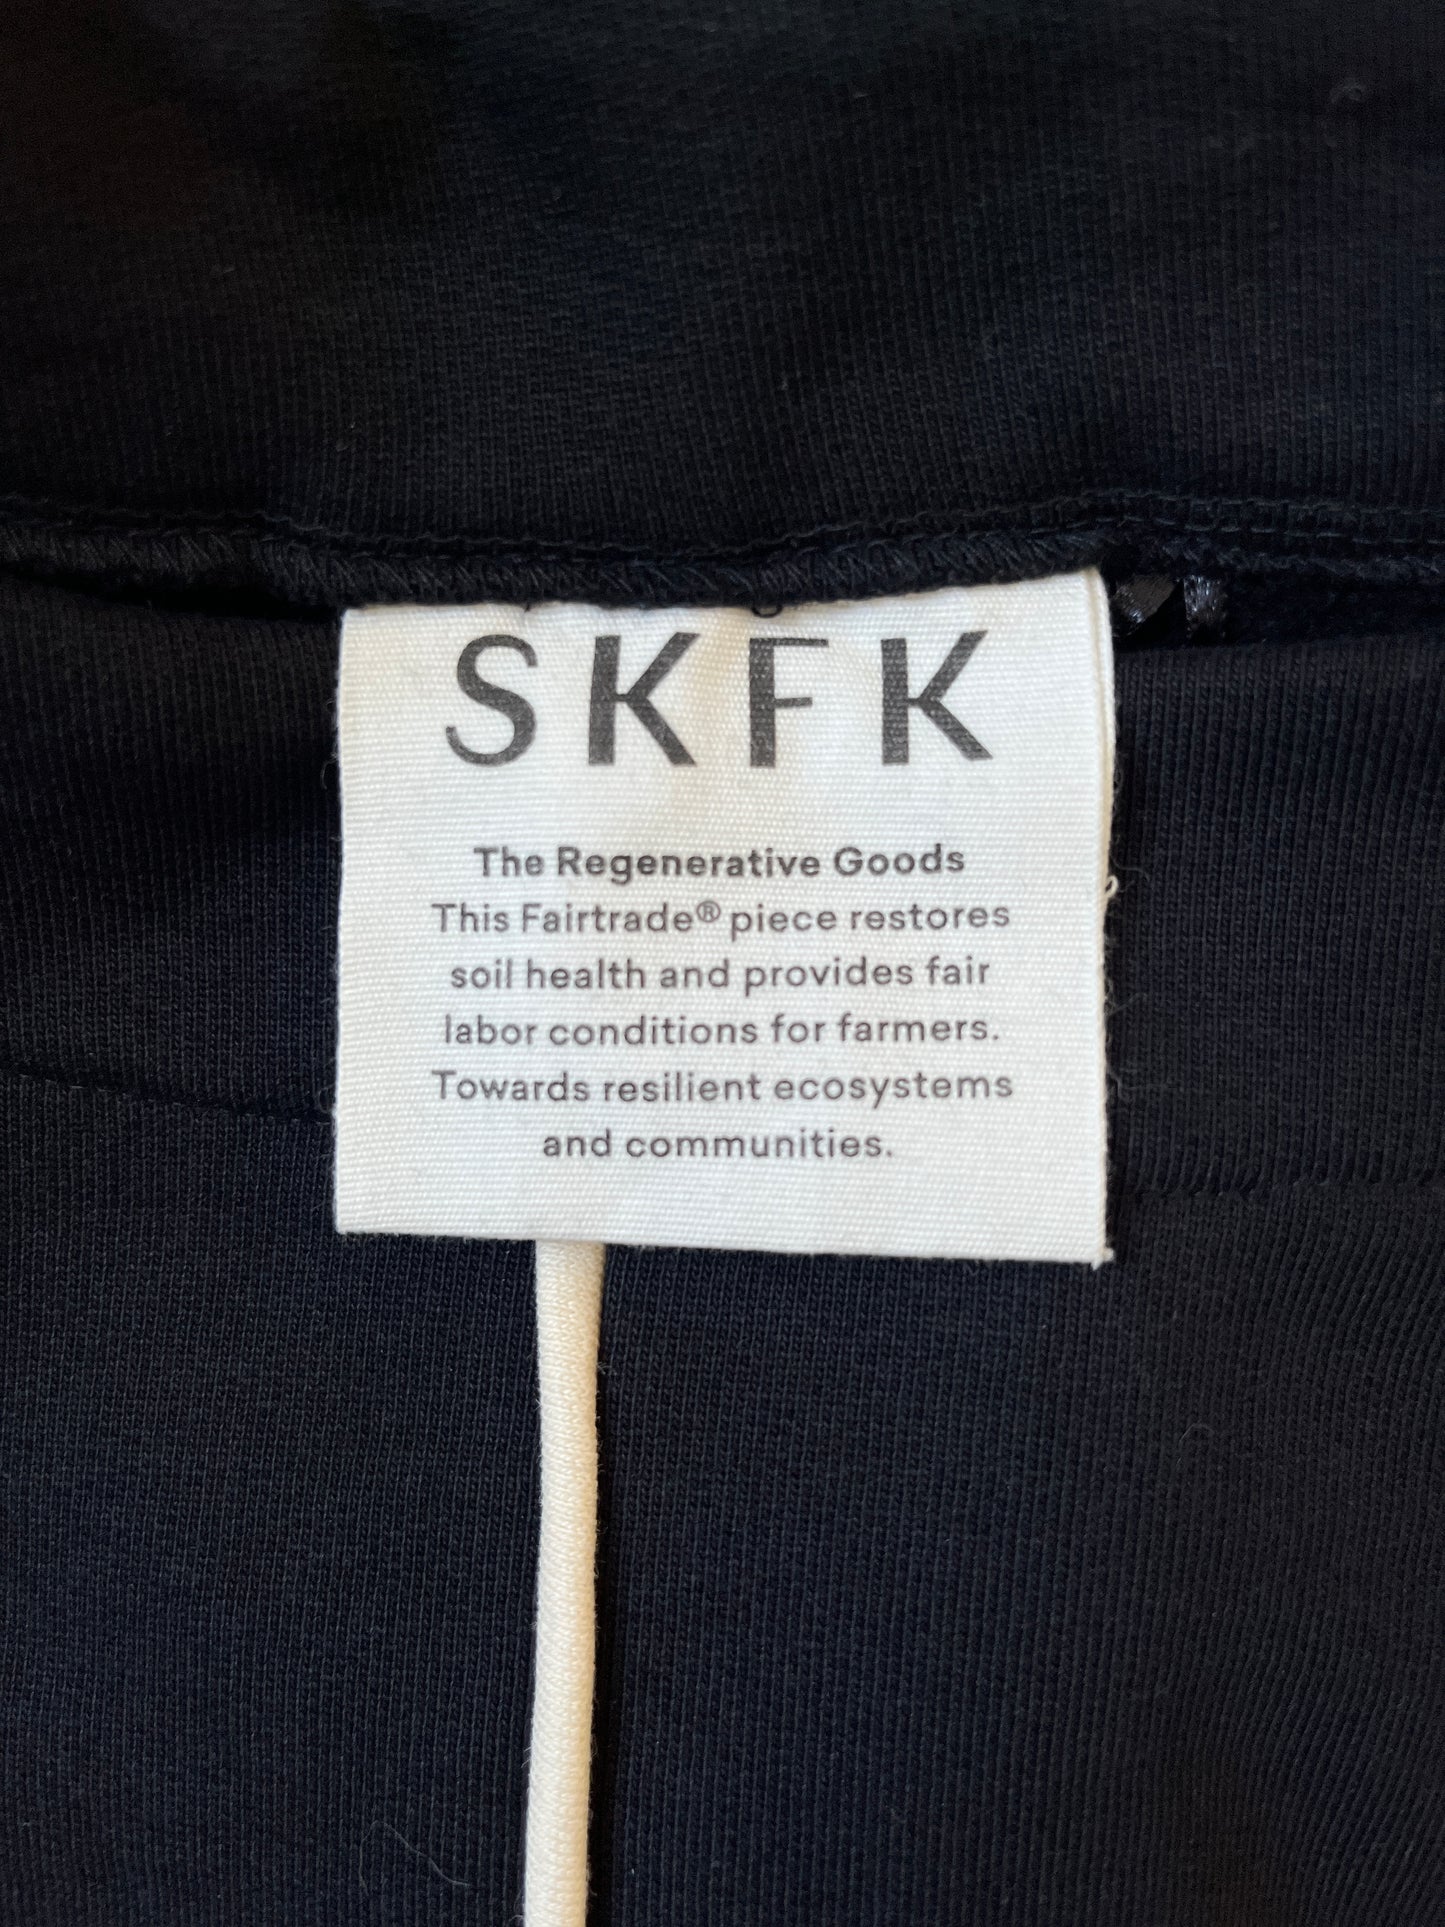 SKFK
The Regenerative Goods
This Fairtrade® piece restores
soil health and provides fair
labor conditions for farmers.
Towards resilient ecosystems
and communities.